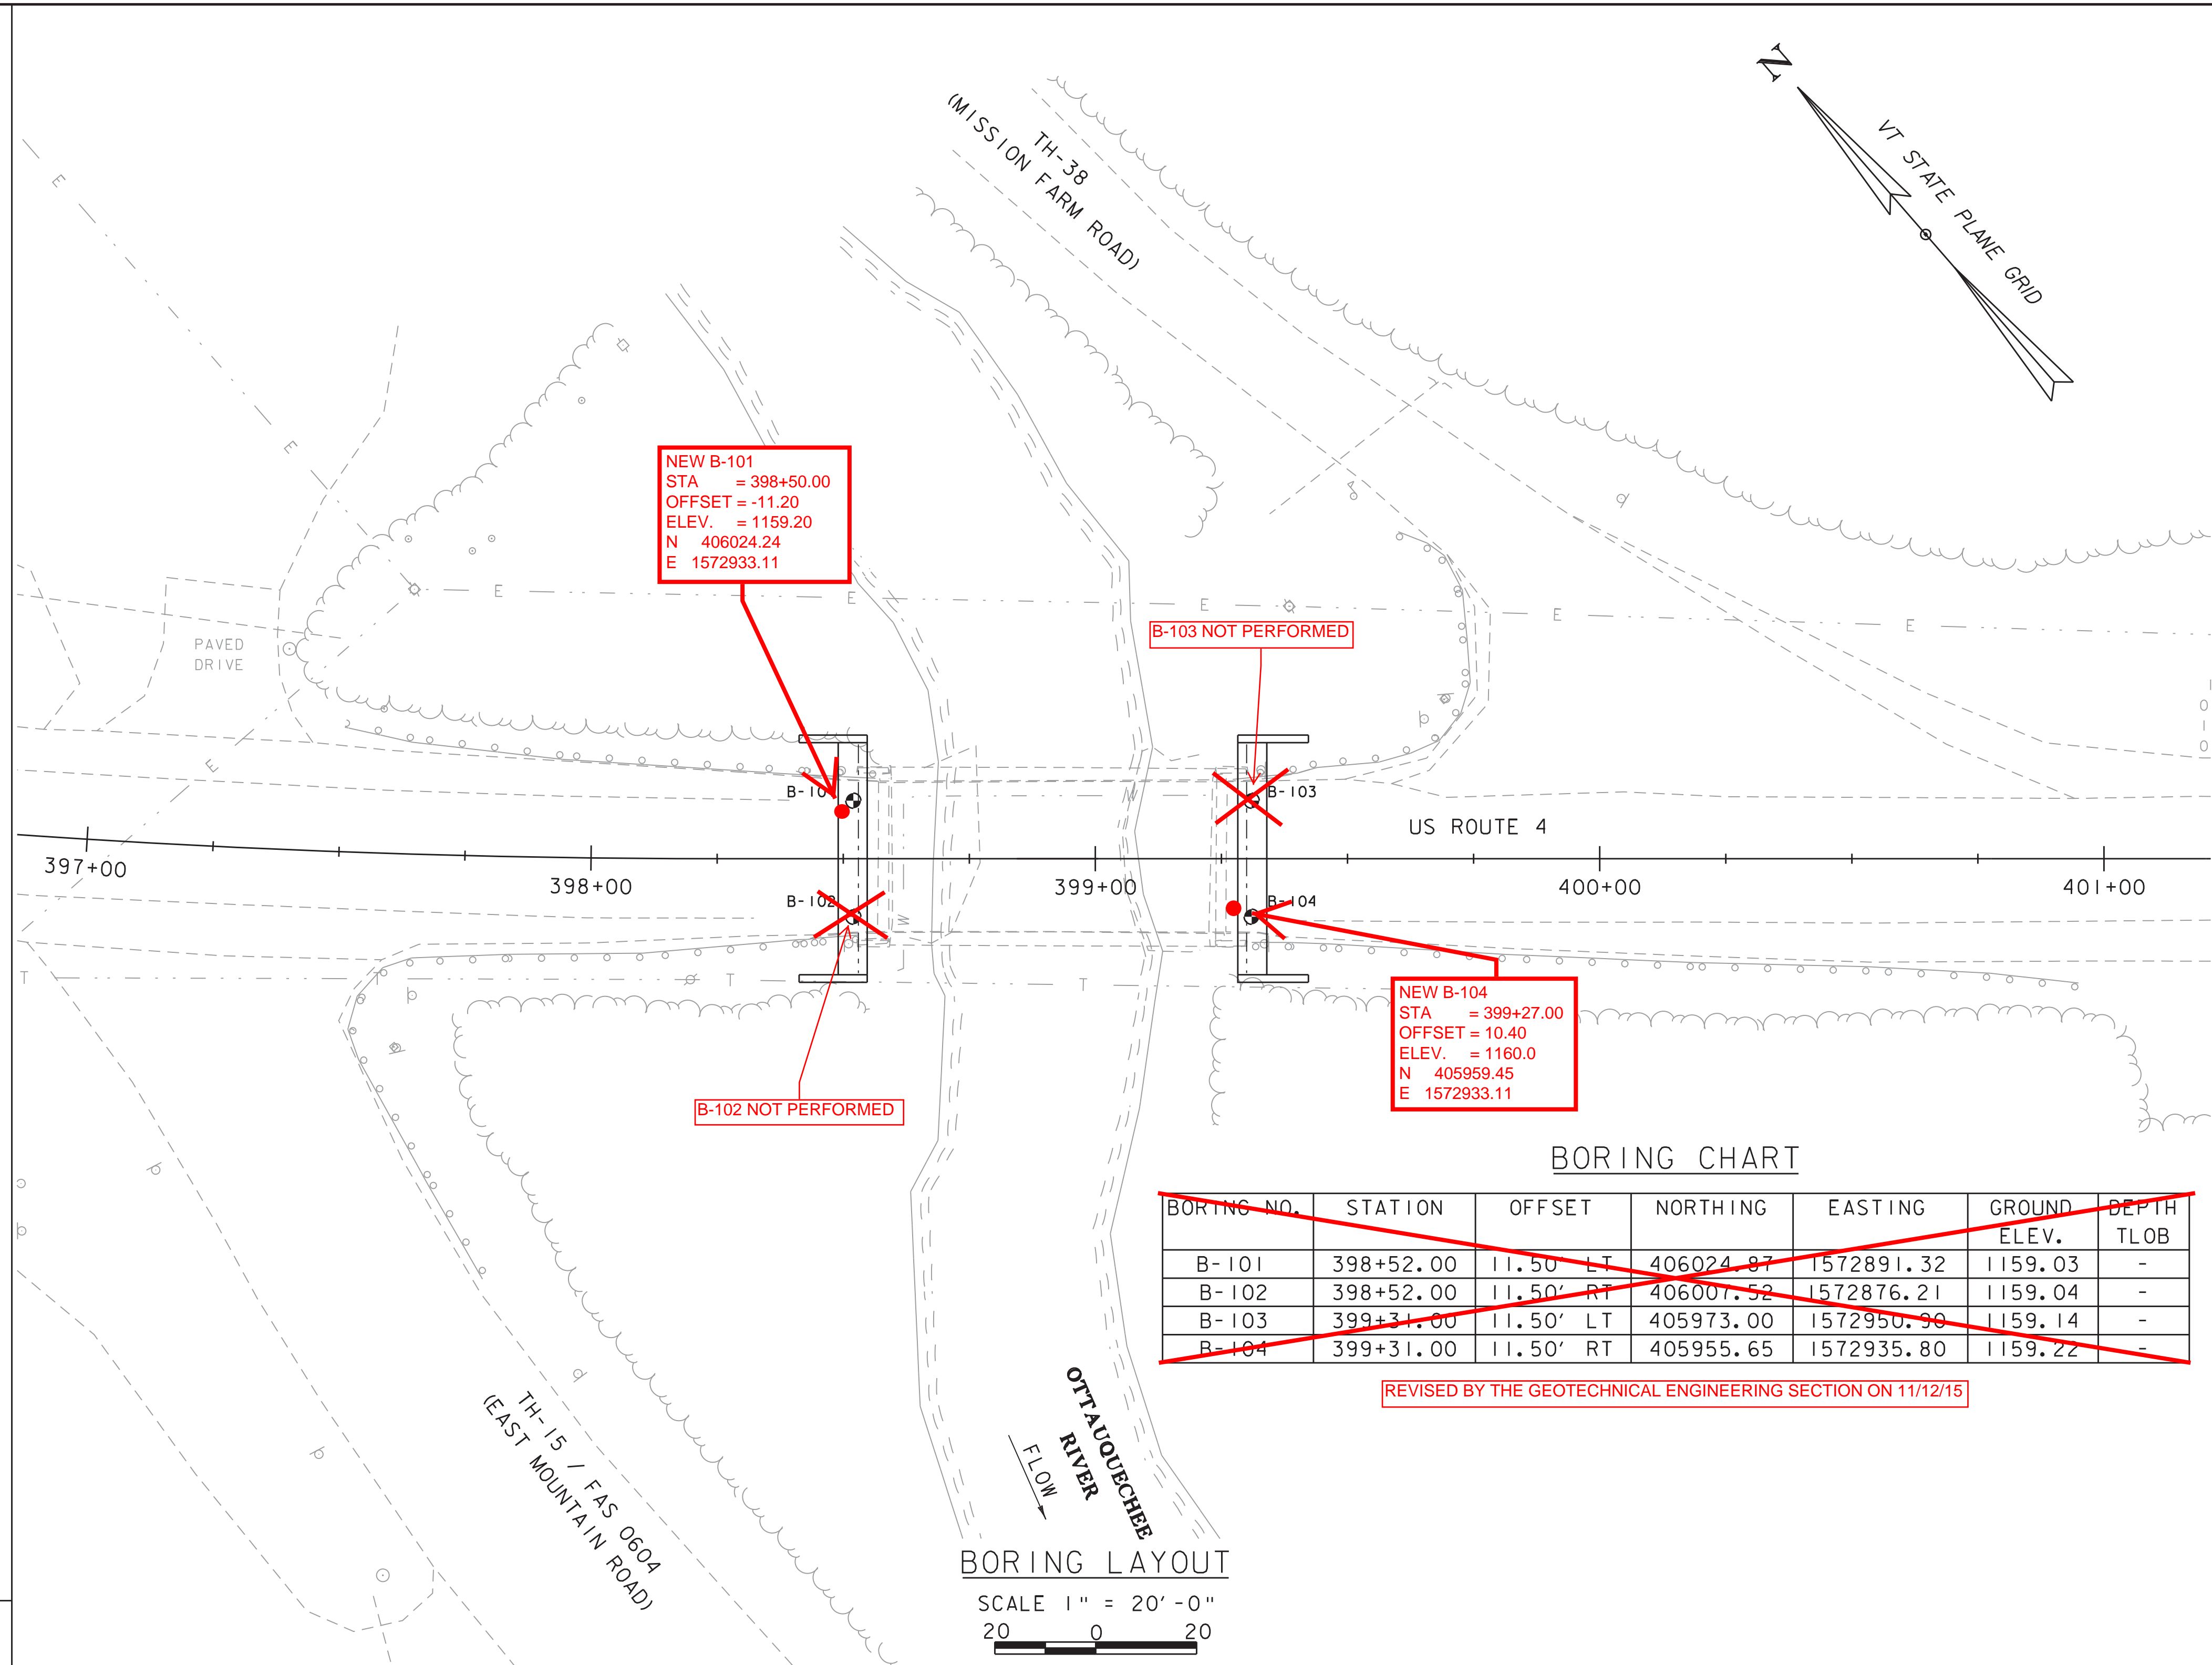 N
VT STATE PLANE GRID
TH-38
(MISSION FARM ROAD)
E
E
NEW B-101
STA = 398+50.00
OFFSET = -11.20
ELEV. = 1159.20
N 406024.24
E 1572933.11
E
E
E
E
E
B-103 NOT PERFORMED
PAVED
DRIVE
E
B-10
B-103
US ROUTE 4
397+00
398+00
399+00
400+00
401+00
B-102
B-104
W
T
T
T
T
NEW B-104
STA = 399+27.00
OFFSET = 10.40
ELEV. = 1160.0
N 405959.45
E 1572933.11
B-102 NOT PERFORMED
BORING CHART
BORING NO. STATION OFFSET NORTHING EASTING GROUND ELEV. DEPTH TLOB
B-101 398+52.00 11.50' LT 406024.87 1572891.32 1159.03 -
B-102 398+52.00 11.50' RT 406007.52 1572876.21 1159.04 -
B-103 399+31.00 11.50' LT 405973.00 1572950.90 1159.14 -
B-104 399+31.00 11.50' RT 405955.65 1572935.80 1159.22 -
REVISED BY THE GEOTECHNICAL ENGINEERING SECTION ON 11/12/15
TH-15 / FAS 0604
(EAST MOUNTAIN ROAD)
OTTAUQUECHEE
RIVER
FLOW
BORING LAYOUT
SCALE 1" = 20'-0"
20 0 20